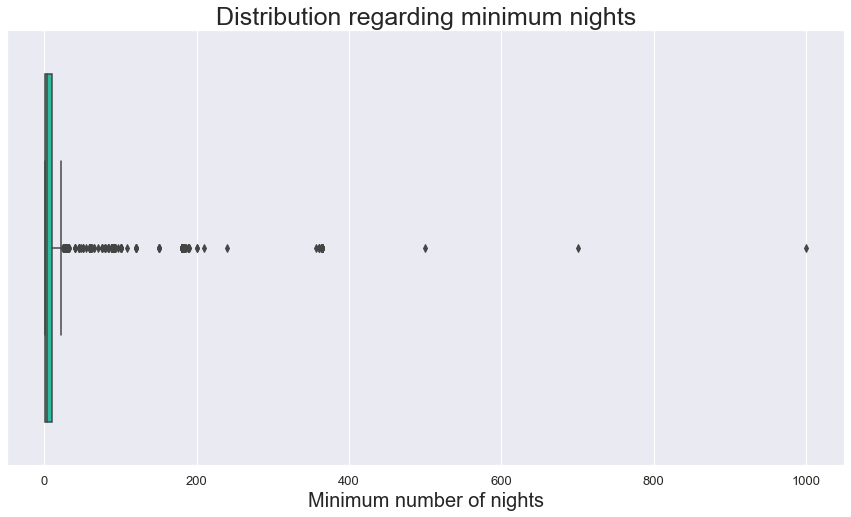 Distribution regarding minimum nights
0 200 400 600 800 1000
Minimum number of nights